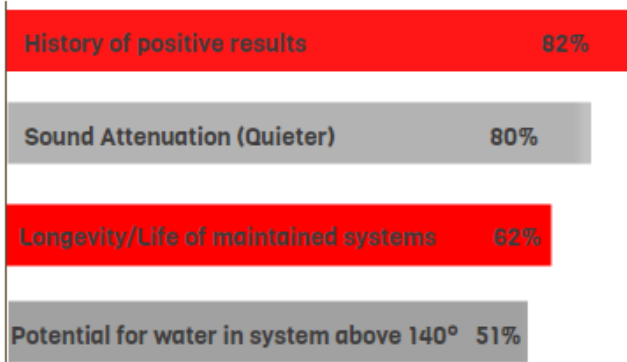 History of positive results 82%
Sound Attenuation (Quieter) 80%
Longevity/Life of maintained systems 62%
Potential for water in system above 140° 51%